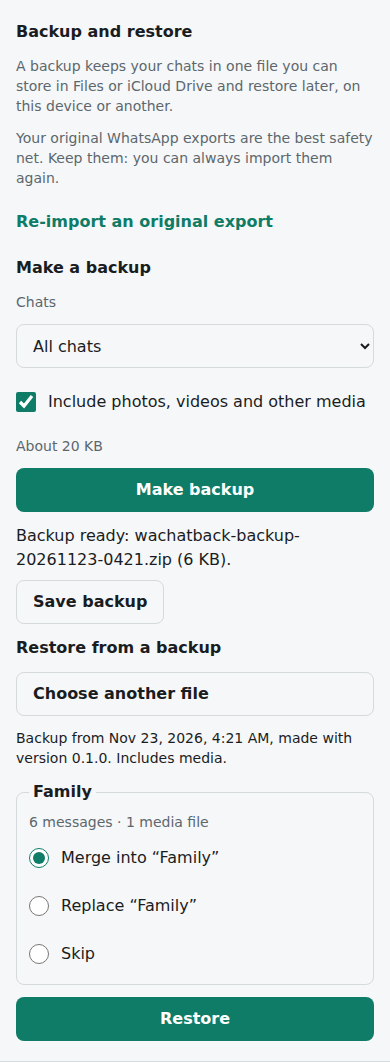 Backup and restore
A backup keeps your chats in one file you can
store in Files or iCloud Drive and restore later, on
this device or another.
Your original WhatsApp exports are the best safety
net. Keep them: you can always import them
again.
Re-import an original export
Make a backup
Chats
All chats
Include photos, videos and other media
About 20 KB
Make backup
Backup ready: wachatback-backup-
20261123-0421.zip (6 KB).
Save backup
Restore from a backup
Choose another file
Backup from Nov 23, 2026, 4:21 AM, made with
version 0.1.0. Includes media.
Family
6 messages · 1 media file
Merge into “Family”
Replace “Family”
Skip
Restore